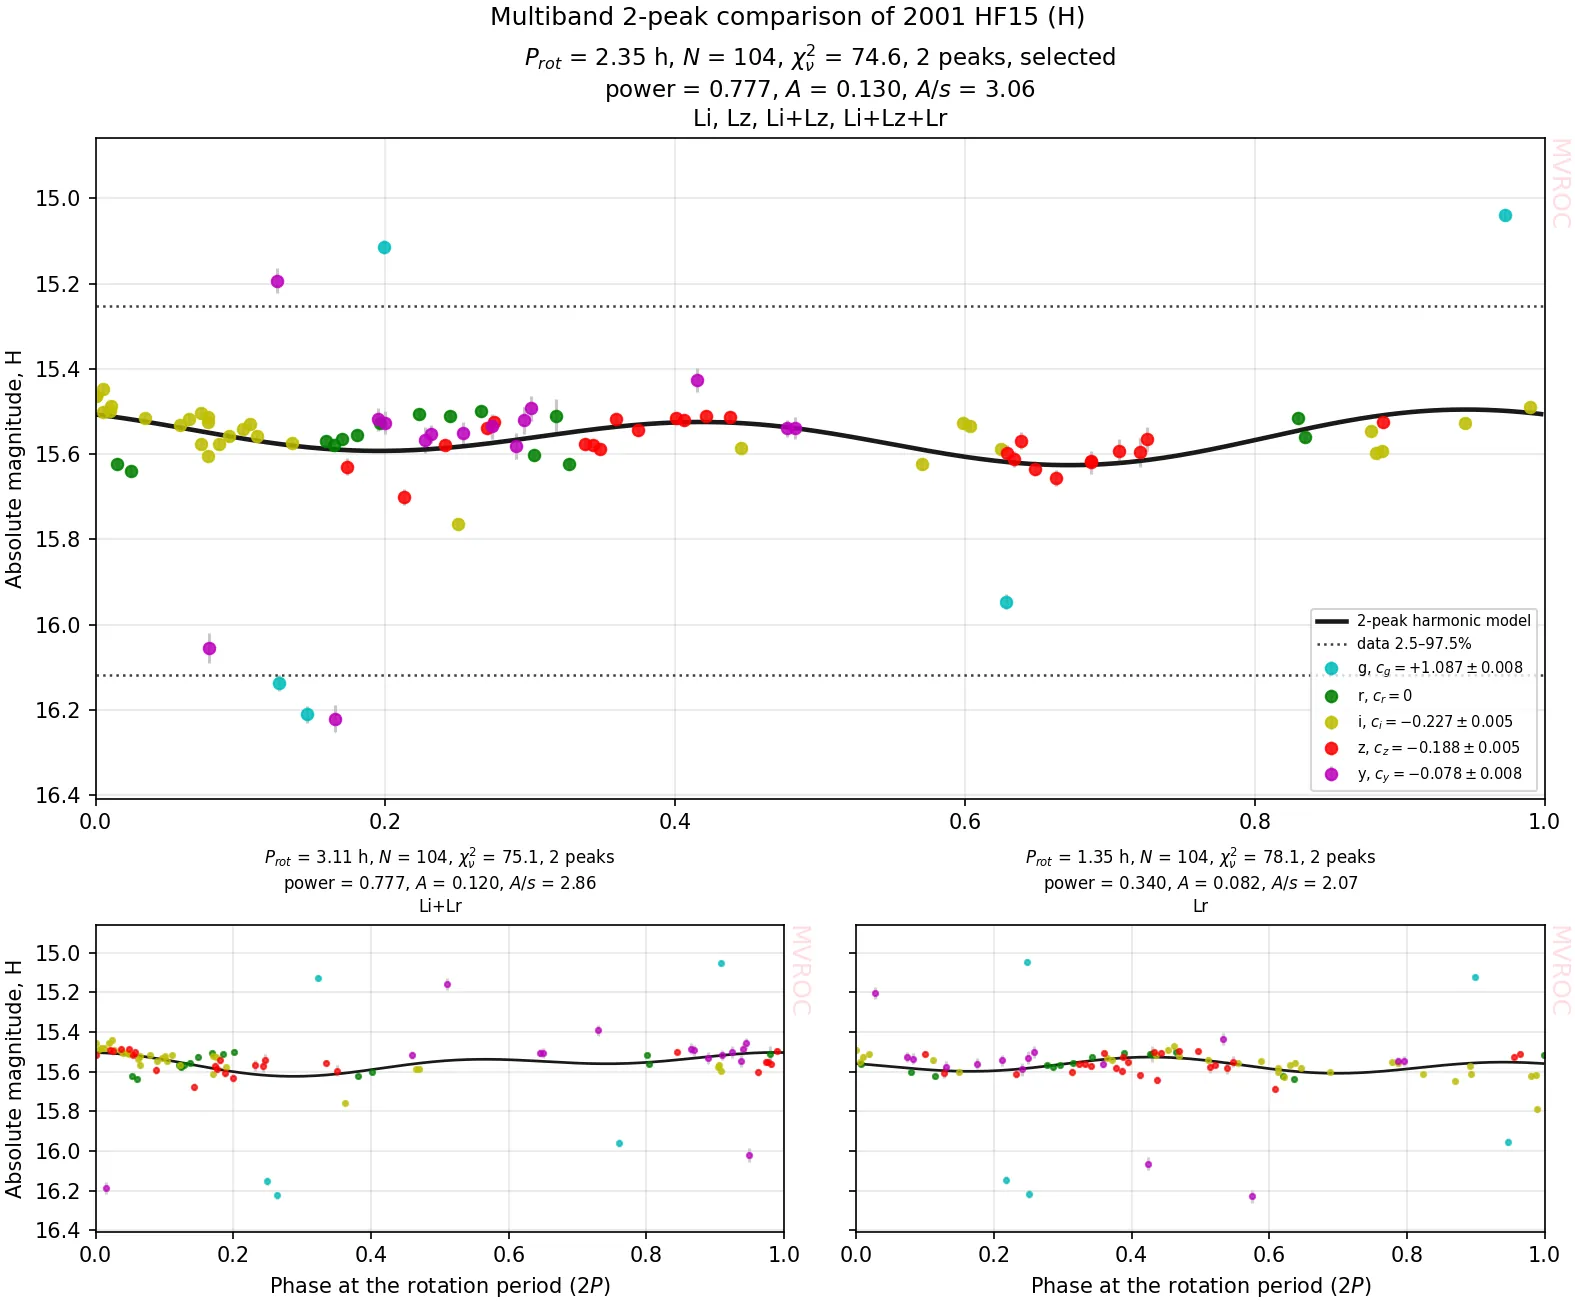 Multiband 2-peak comparison of 2001 HF15 (H)
P_rot = 2.35 h, N = 104, χ²_ν = 74.6, 2 peaks, selected
power = 0.777, A = 0.130, A/s = 3.06
Li, Lz, Li+Lz, Li+Lz+Lr
Absolute magnitude, H
15.0
15.2
15.4
15.6
15.8
16.0
16.2
16.4
0.0 0.2 0.4 0.6 0.8 1.0
2-peak harmonic model
data 2.5–97.5%
g, c_g = +1.087 ± 0.008
r, c_r = 0
i, c_i = −0.227 ± 0.005
z, c_z = −0.188 ± 0.005
y, c_y = −0.078 ± 0.008
MVROC
P_rot = 3.11 h, N = 104, χ²_ν = 75.1, 2 peaks
power = 0.777, A = 0.120, A/s = 2.86
Li+Lr
Absolute magnitude, H
15.0
15.2
15.4
15.6
15.8
16.0
16.2
16.4
0.0 0.2 0.4 0.6 0.8 1.0
Phase at the rotation period (2P)
MVROC
P_rot = 1.35 h, N = 104, χ²_ν = 78.1, 2 peaks
power = 0.340, A = 0.082, A/s = 2.07
Lr
0.0 0.2 0.4 0.6 0.8 1.0
Phase at the rotation period (2P)
MVROC